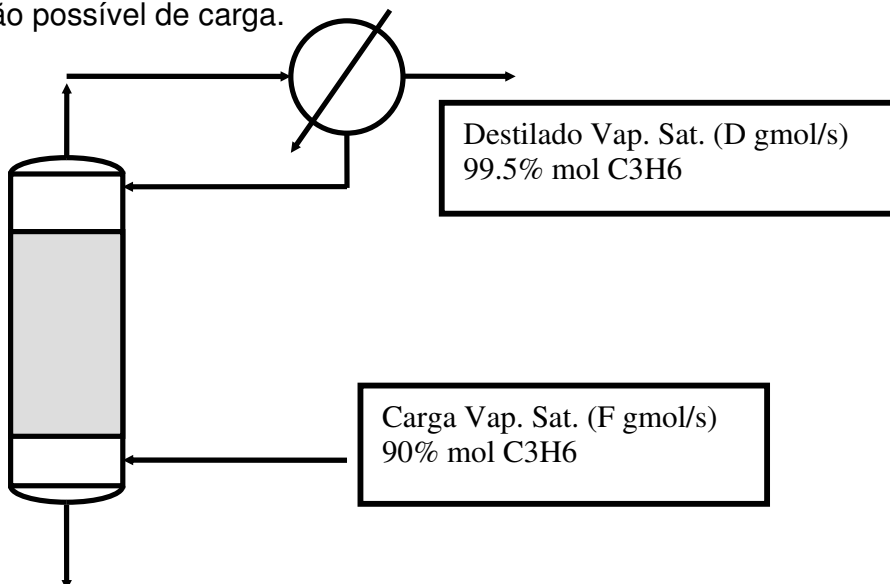 ão possível de carga.
Destilado Vap. Sat. (D gmol/s)
99.5% mol C3H6
Carga Vap. Sat. (F gmol/s)
90% mol C3H6